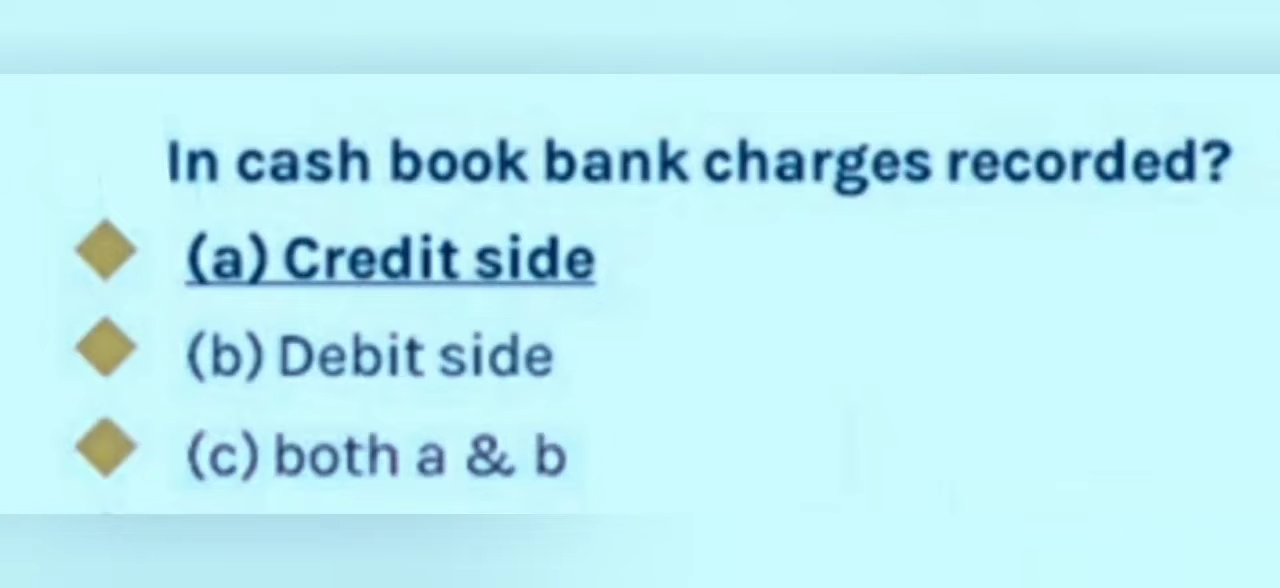 In cash book bank charges recorded?
(a) Credit side
(b) Debit side
(c) both a & b